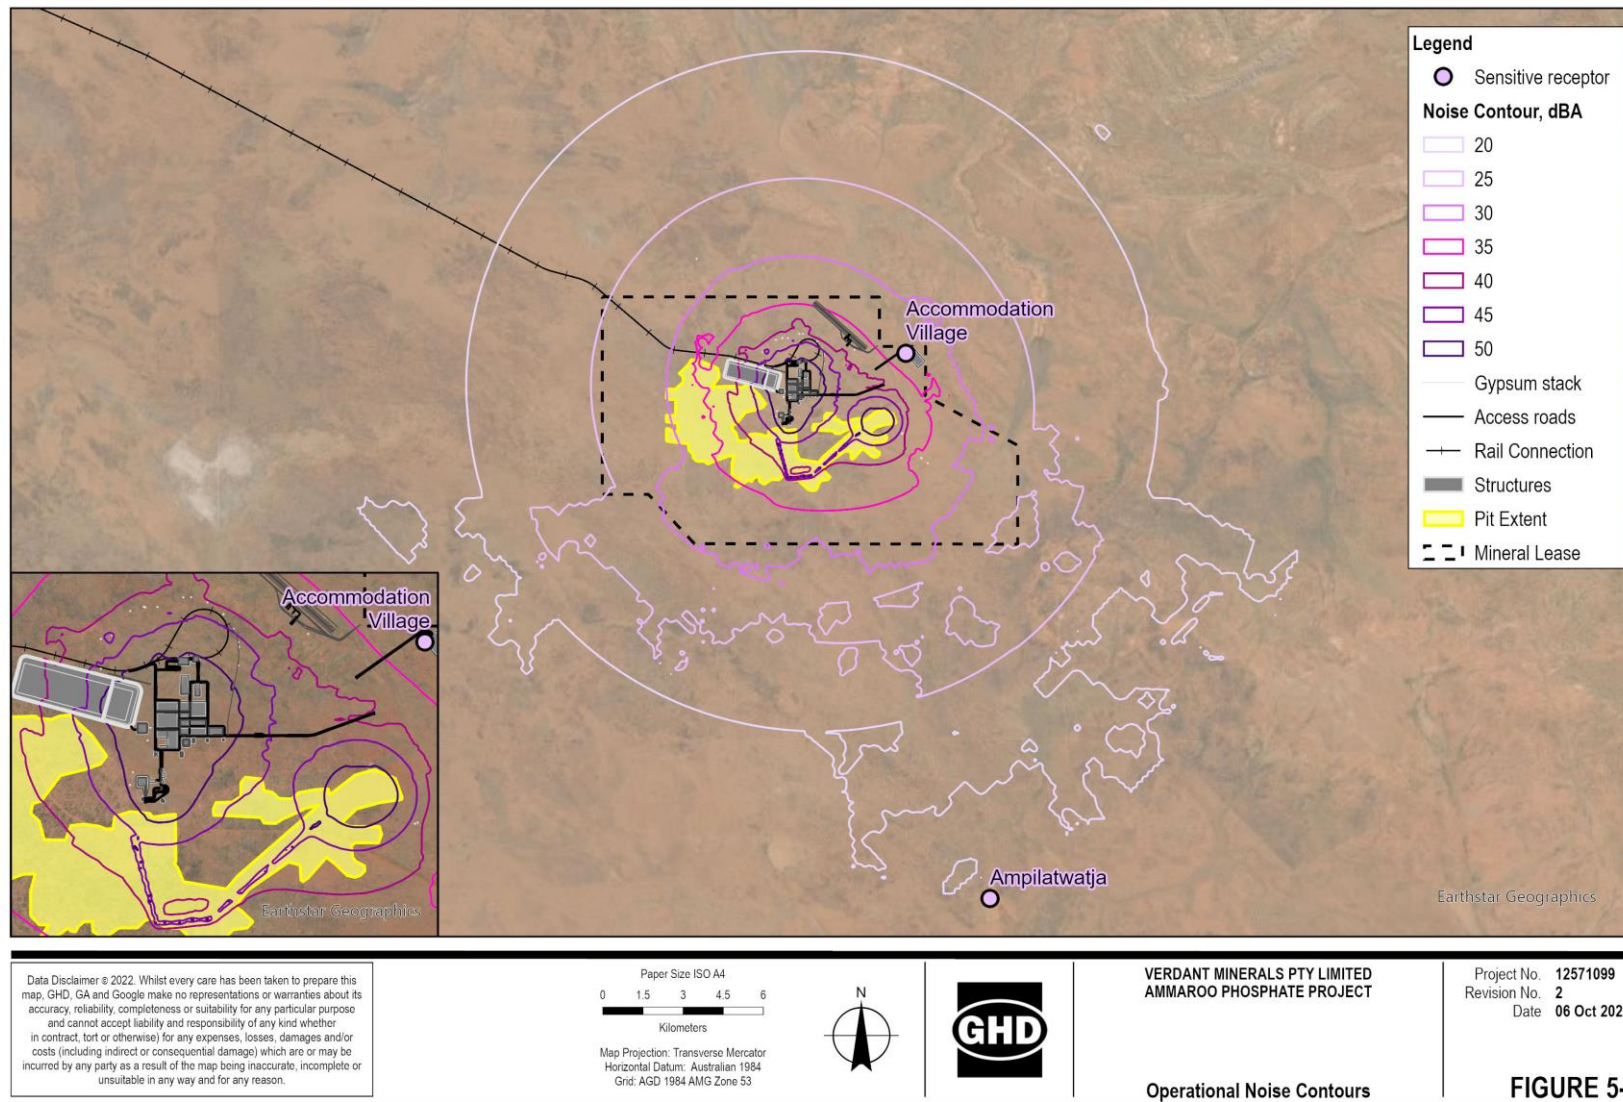 Legend
Sensitive receptor
Noise Contour, dBA
20
25
30
35
40
45
50
Gypsum stack
Access roads
Rail Connection
Structures
Pit Extent
Mineral Lease
Accommodation
Village
Accommodation
Village
Earthstar Geographics
Ampilatwatja
Earthstar Geographics
Data Disclaimer © 2022. Whilst every care has been taken to prepare this
map, GHD, GA and Google make no representations or warranties about its
accuracy, reliability, completeness or suitability for any particular purpose
and cannot accept liability and responsibility of any kind whether
in contract, tort or otherwise) for any expenses, losses, damages and/or
costs (including indirect or consequential damage) which are or may be
incurred by any party as a result of the map being inaccurate, incomplete or
unsuitable in any way and for any reason.
Paper Size ISO A4
0 1.5 3 4.5 6
Kilometers
Map Projection: Transverse Mercator
Horizontal Datum: Australian 1984
Grid: AGD 1984 AMG Zone 53
N
GHD
VERDANT MINERALS PTY LIMITED
AMMAROO PHOSPHATE PROJECT
Operational Noise Contours
Project No. 12571099
Revision No. 2
Date 06 Oct 202
FIGURE 5-